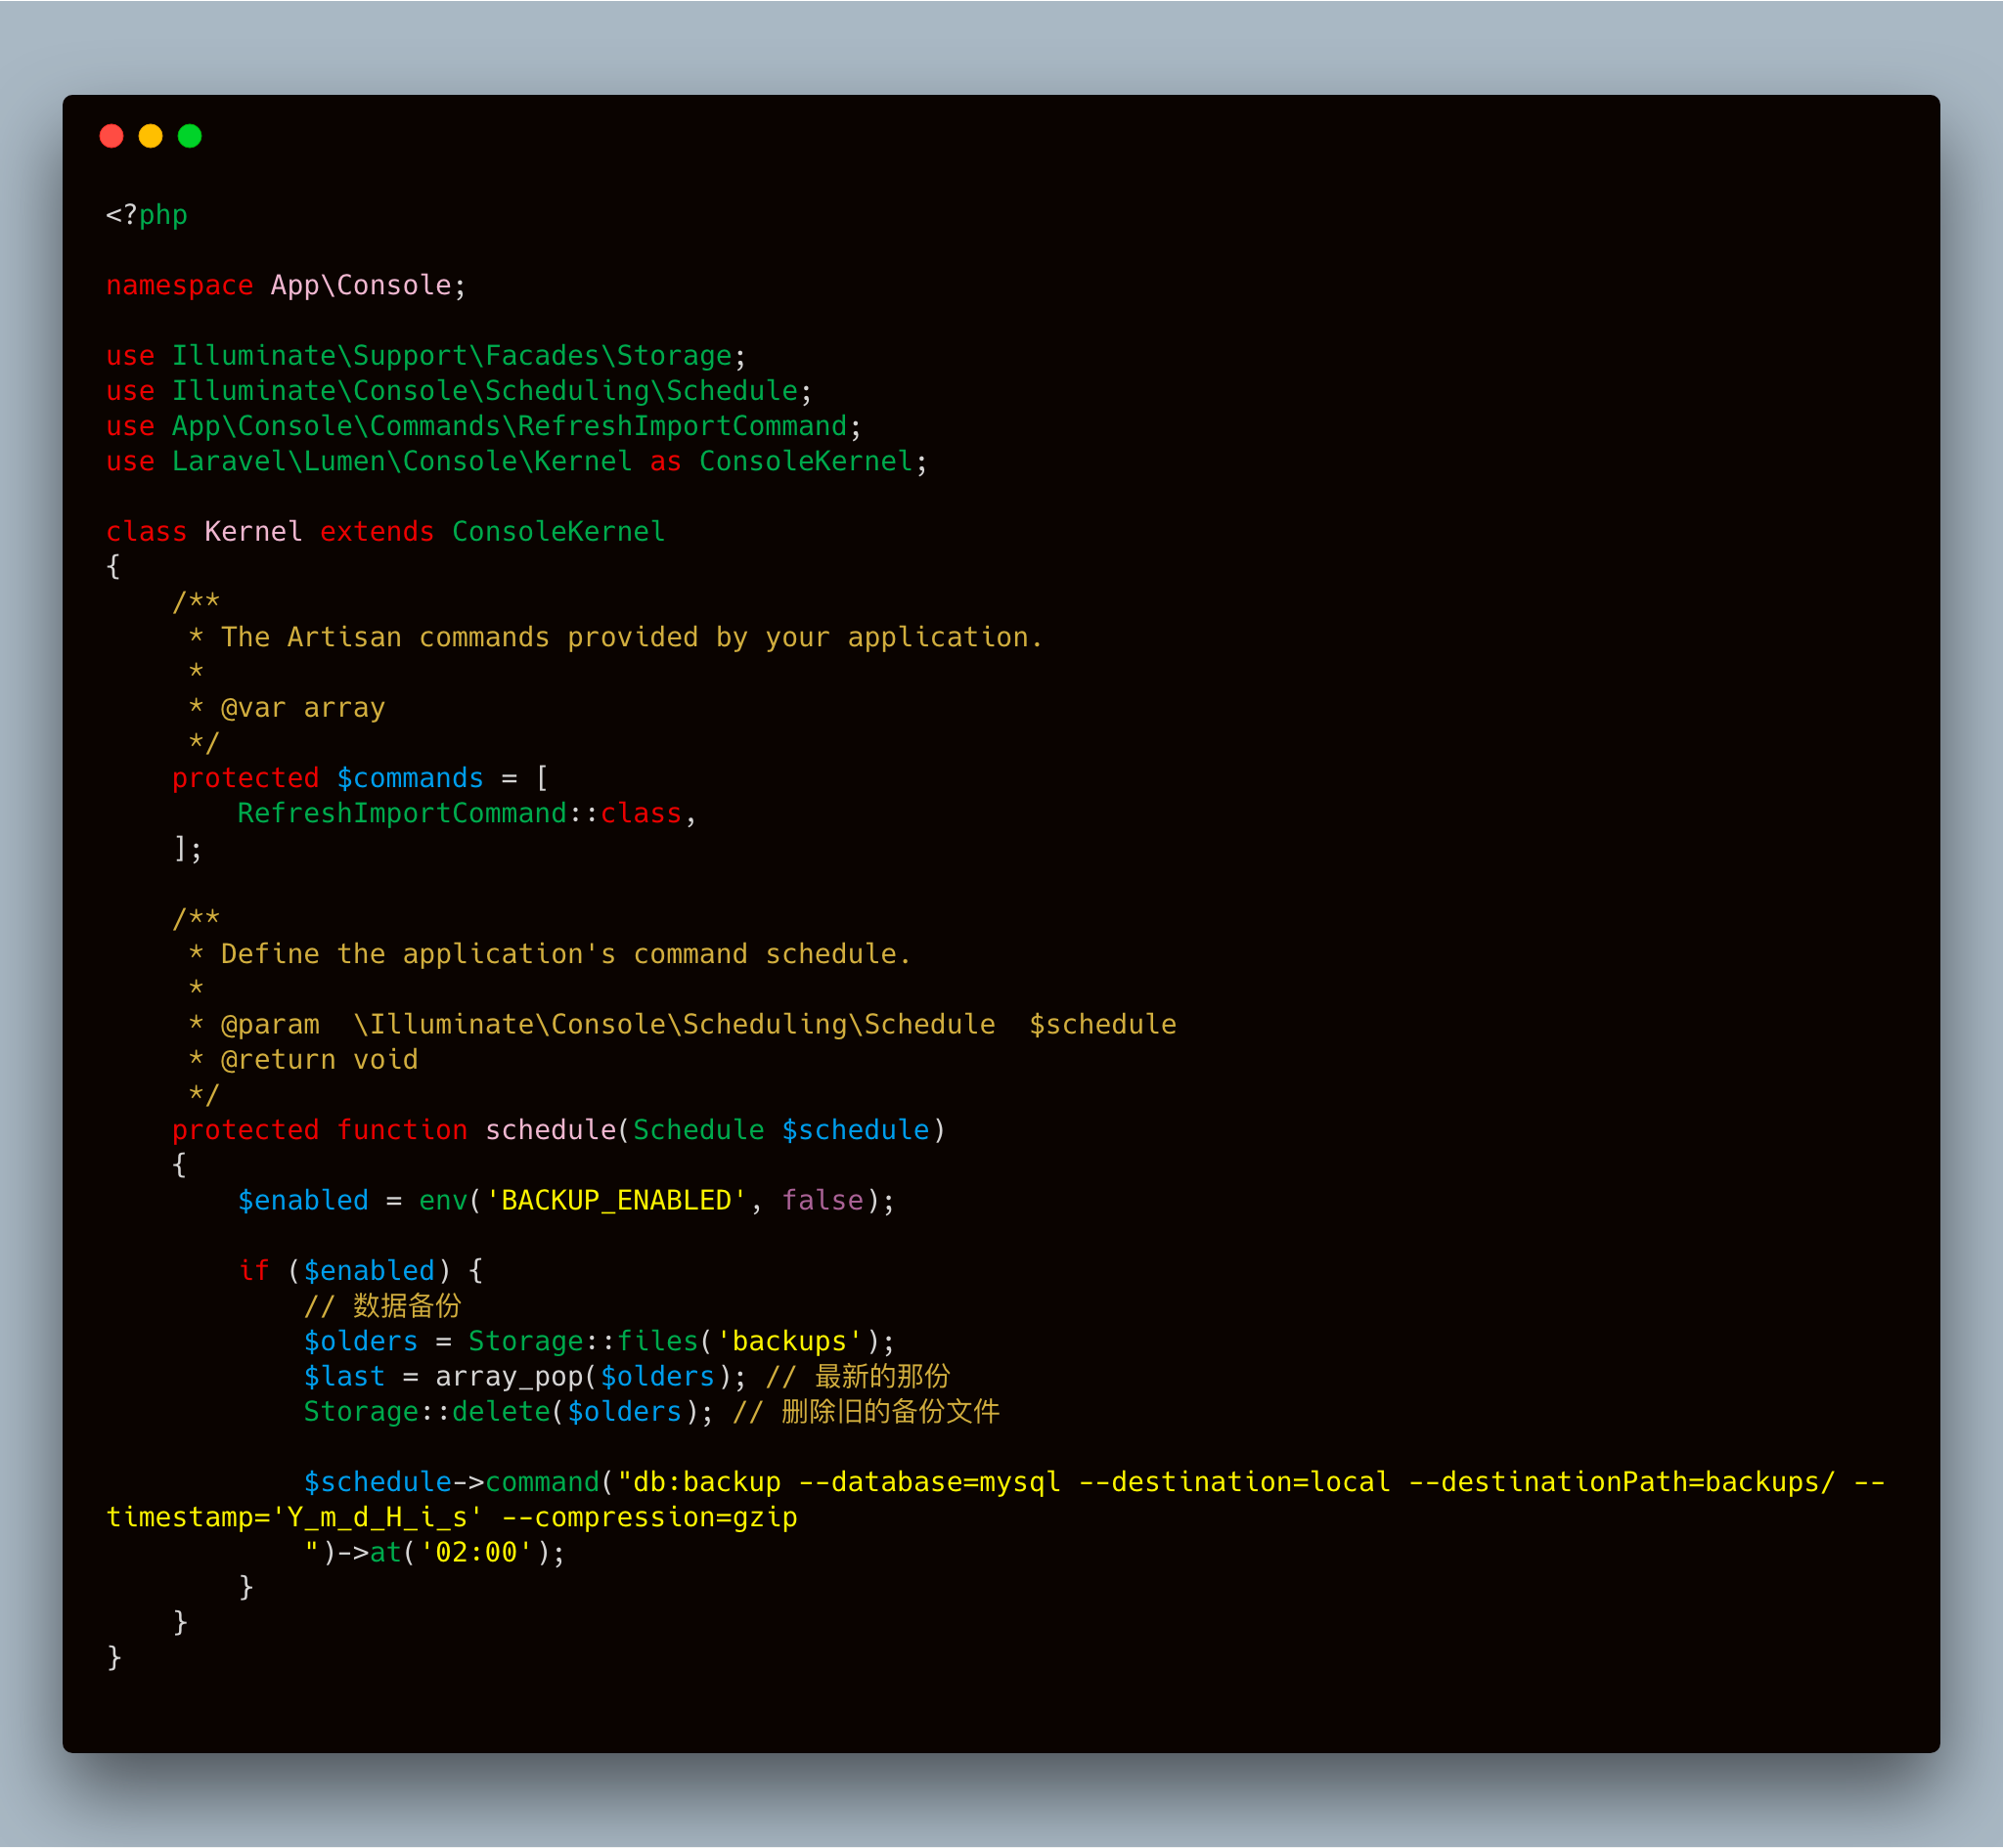 <?php

namespace App\Console;

use Illuminate\Support\Facades\Storage;
use Illuminate\Console\Scheduling\Schedule;
use App\Console\Commands\RefreshImportCommand;
use Laravel\Lumen\Console\Kernel as ConsoleKernel;

class Kernel extends ConsoleKernel
{
    /**
     * The Artisan commands provided by your application.
     *
     * @var array
     */
    protected $commands = [
        RefreshImportCommand::class,
    ];

    /**
     * Define the application's command schedule.
     *
     * @param  \Illuminate\Console\Scheduling\Schedule  $schedule
     * @return void
     */
    protected function schedule(Schedule $schedule)
    {
        $enabled = env('BACKUP_ENABLED', false);

        if ($enabled) {
            // 数据备份
            $olders = Storage::files('backups');
            $last = array_pop($olders); // 最新的那份
            Storage::delete($olders); // 删除旧的备份文件

            $schedule->command("db:backup --database=mysql --destination=local --destinationPath=backups/ --
timestamp='Y_m_d_H_i_s' --compression=gzip
            ")->at('02:00');
        }
    }
}